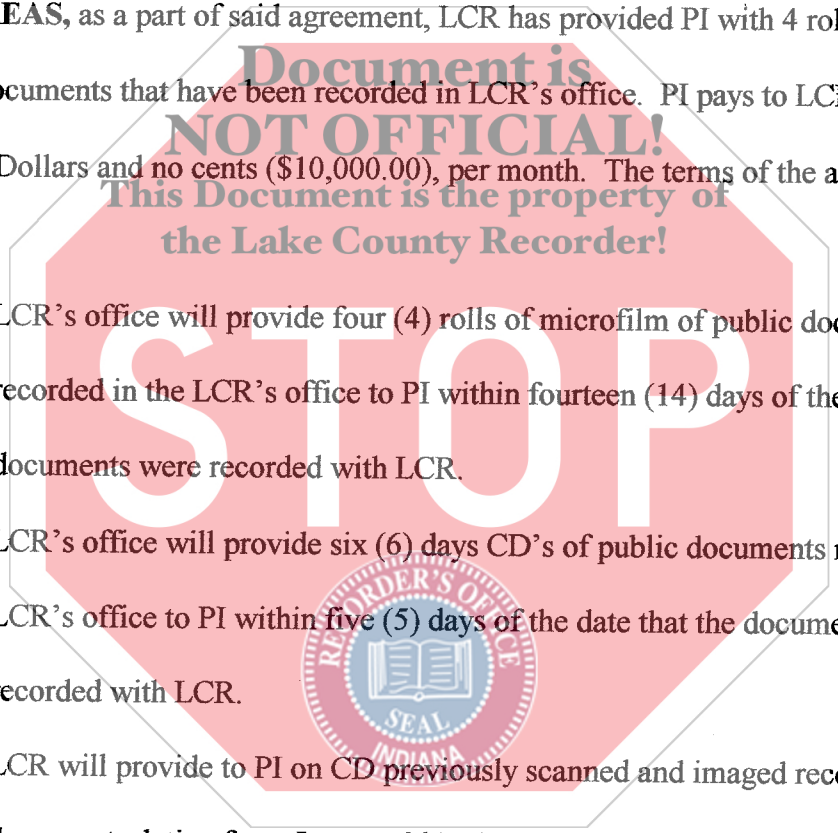 EAS, as a part of said agreement, LCR has provided PI with 4 rol
Document is
ocuments that have been recorded in LCR's office. PI pays to LC
NOT OFFICIAL!
Dollars and no cents ($10,000.00), per month. The terms of the a
This Document is the property of
the Lake County Recorder!
LCR's office will provide four (4) rolls of microfilm of public doc
STOP
recorded in the LCR's office to PI within fourteen (14) days of the
documents were recorded with LCR.
LCR's office will provide six (6) days CD's of public documents
RECORDER'S OFFICE
LCR's office to PI within five (5) days of the date that the docume
recorded with LCR.
SEAL
INDIANA
LCR will provide to PI on CD previously scanned and imaged reco